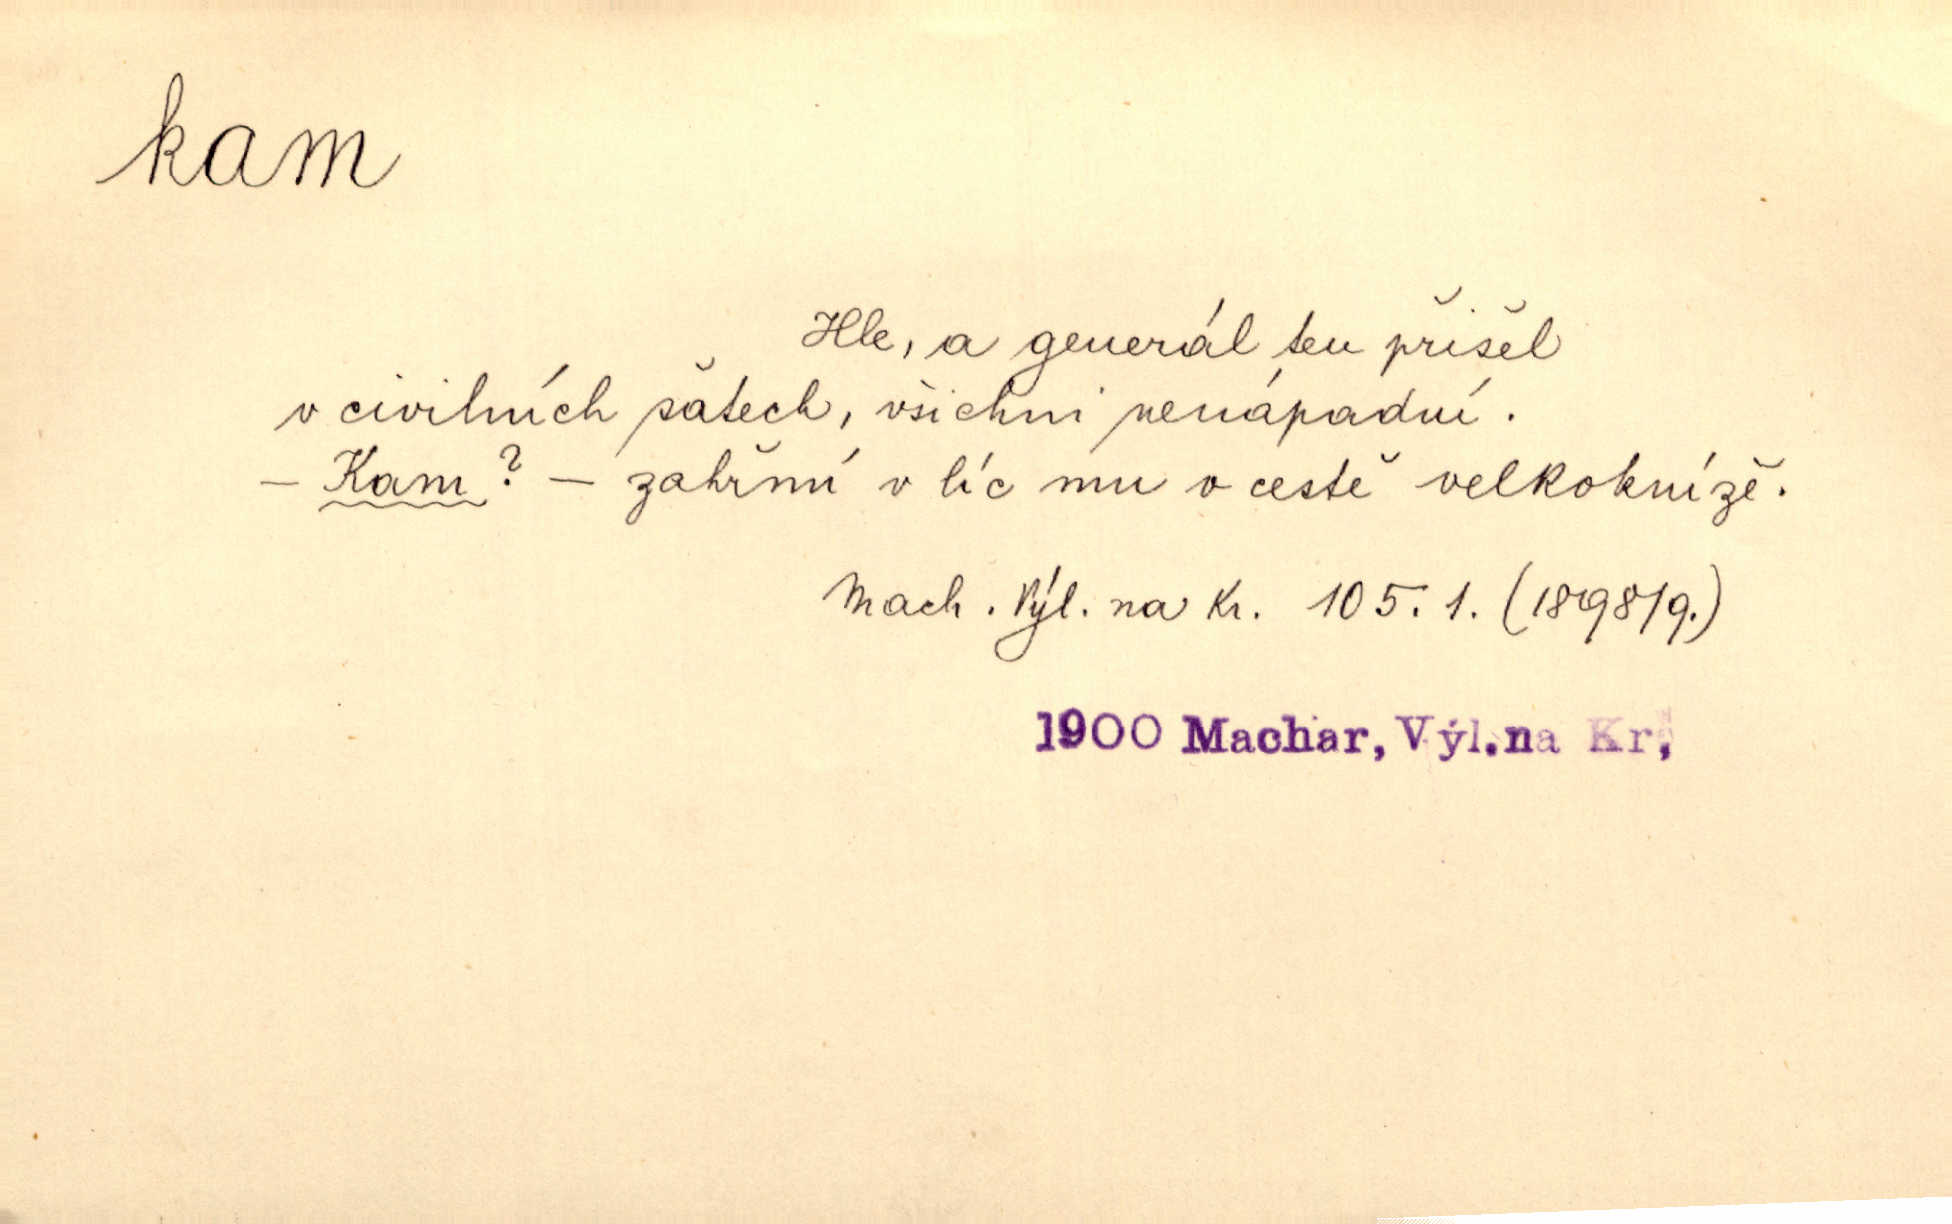 kam
Hle, a generál ten přišel
v civilních šatech, všichni nenápadní.
– Kam? – zahřmí v líc mu v cestě velkokníže.
Mach. Výl. na Kr. 105.1. (1898/9.)
1900 Machar, Výl.na Kr,